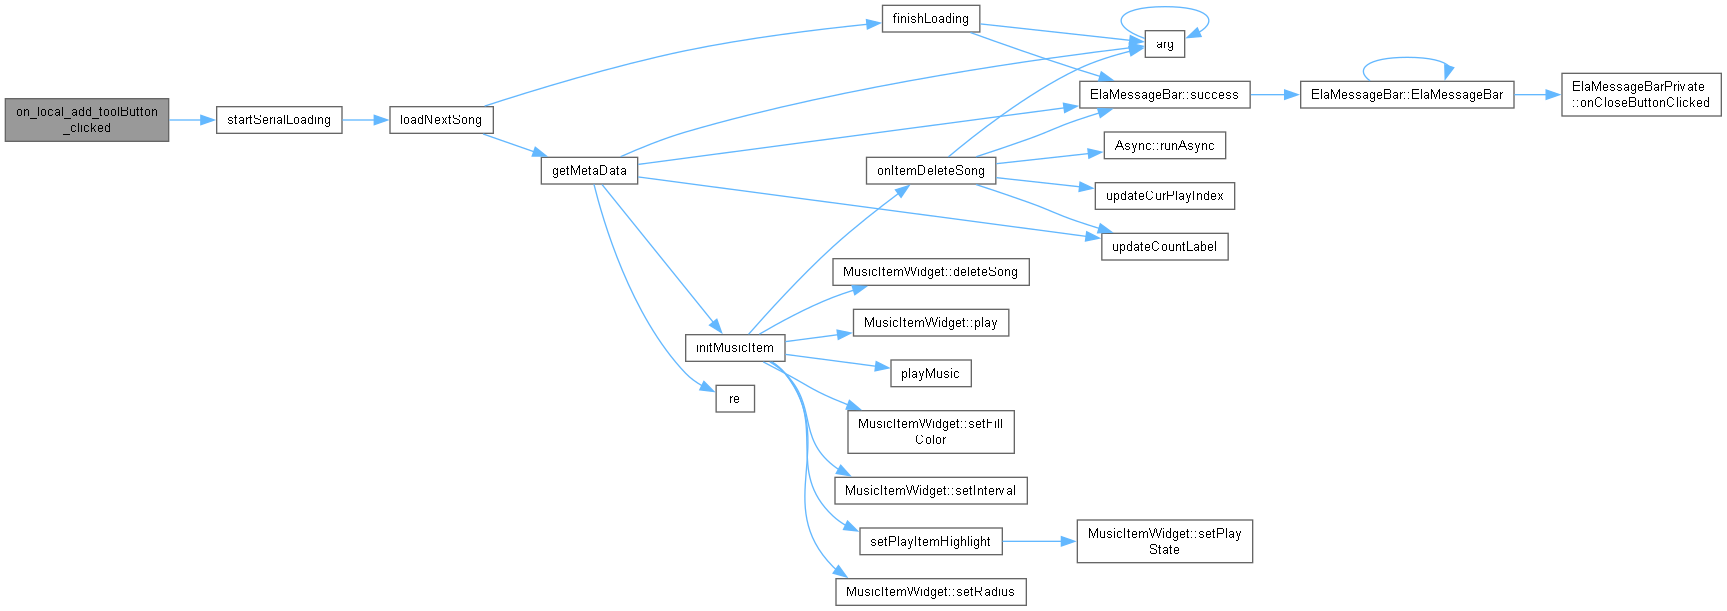 on_local_add_toolButton
_clicked
startSerialLoading
loadNextSong
finishLoading
getMetaData
arg
ElaMessageBar::success
ElaMessageBar::ElaMessageBar
ElaMessageBarPrivate
::onCloseButtonClicked
onItemDeleteSong
Async::runAsync
updateCurPlayIndex
updateCountLabel
initMusicItem
re
MusicItemWidget::deleteSong
MusicItemWidget::play
playMusic
MusicItemWidget::setFill
Color
MusicItemWidget::setInterval
setPlayItemHighlight
MusicItemWidget::setPlay
State
MusicItemWidget::setRadius